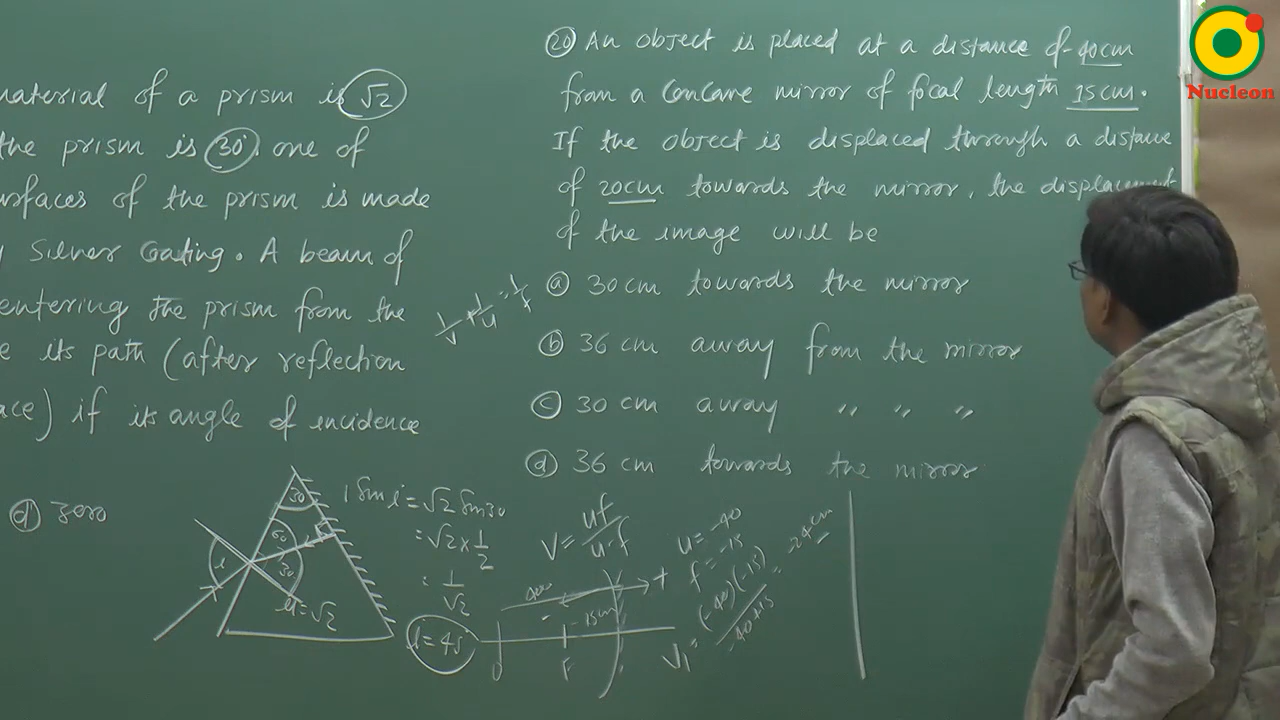 material of a prism is √2
the prism is 30°. one of
surfaces of the prism is made
Silver Coating. A beam of
entering the prism from the
its path (after reflection
if its angle of incidence
(d) zero
30
60
30
i
μ=√2
1 Sin i = √2 Sin 30
= √2 × 1/2
= 1/√2
i = 45
(20) An object is placed at a distance of 40cm
from a concave mirror of focal length 15cm.
If the object is displaced through a distance
of 20cm towards the mirror, the displacement
of the image will be
(a) 30 cm towards the mirror
(b) 36 cm away from the mirror
(c) 30 cm away " " "
(d) 36 cm towards the mirror
1/v + 1/u = 1/f
V = uf/u-f
u = -40
f = -15
V1 = (-40)(-15)/-40+15 = -24cm
+
-
-15cm
O
F
Nucleon